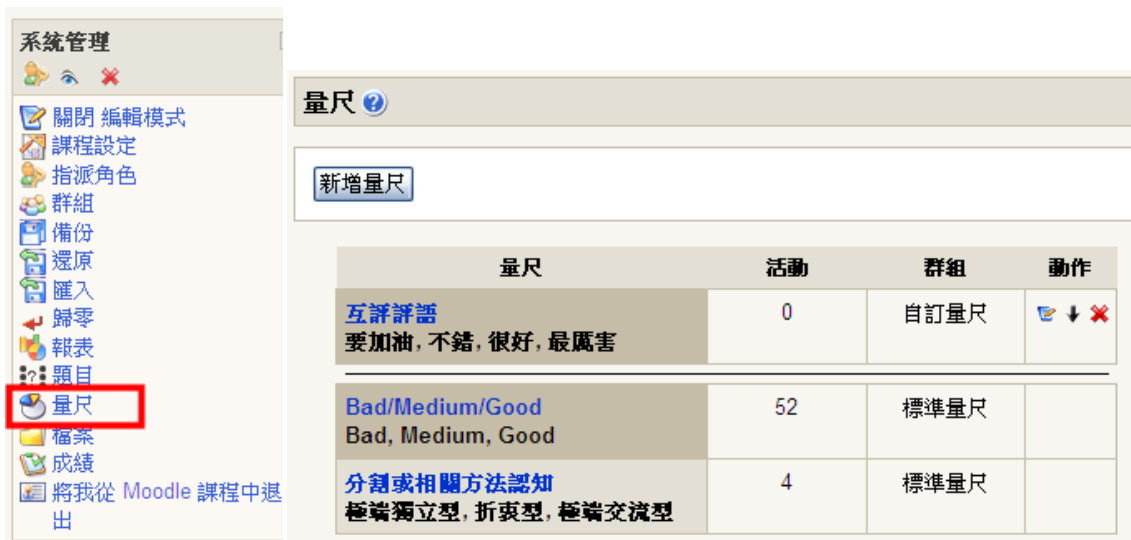 系統管理
關閉 編輯模式
課程設定
指派角色
群組
備份
還原
匯入
歸零
報表
題目
量尺
檔案
成績
將我從 Moodle 課程中退
出
量尺
新增量尺
量尺 活動 群組 動作
互評評語 0 自訂量尺
要加油, 不錯, 很好, 最厲害
Bad/Medium/Good 52 標準量尺
Bad, Medium, Good
分割或相關方法認知 4 標準量尺
極端獨立型, 折衷型, 極端交流型